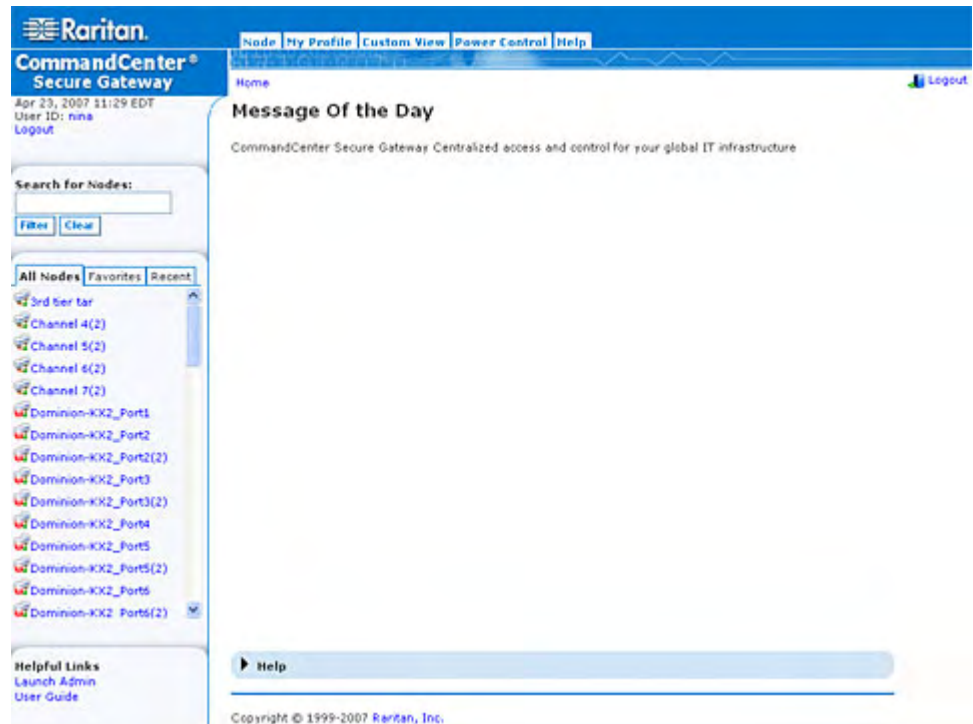 Raritan.
Node My Profile Custom View Power Control Help
CommandCenter®
Secure Gateway
Home
Logout
Apr 23, 2007 11:29 EDT
User ID: nina
Logout
Message Of the Day
CommandCenter Secure Gateway Centralized access and control for your global IT infrastructure
Search for Nodes:
Filter Clear
All Nodes Favorites Recent
3rd tier tar
Channel 4(2)
Channel 5(2)
Channel 6(2)
Channel 7(2)
Dominion-KX2_Port1
Dominion-KX2_Port2
Dominion-KX2_Port2(2)
Dominion-KX2_Port3
Dominion-KX2_Port3(2)
Dominion-KX2_Port4
Dominion-KX2_Port5
Dominion-KX2_Port5(2)
Dominion-KX2_Port6
Dominion-KX2_Port6(2)
Helpful Links
Launch Admin
User Guide
Help
Copyright © 1999-2007 Raritan, Inc.